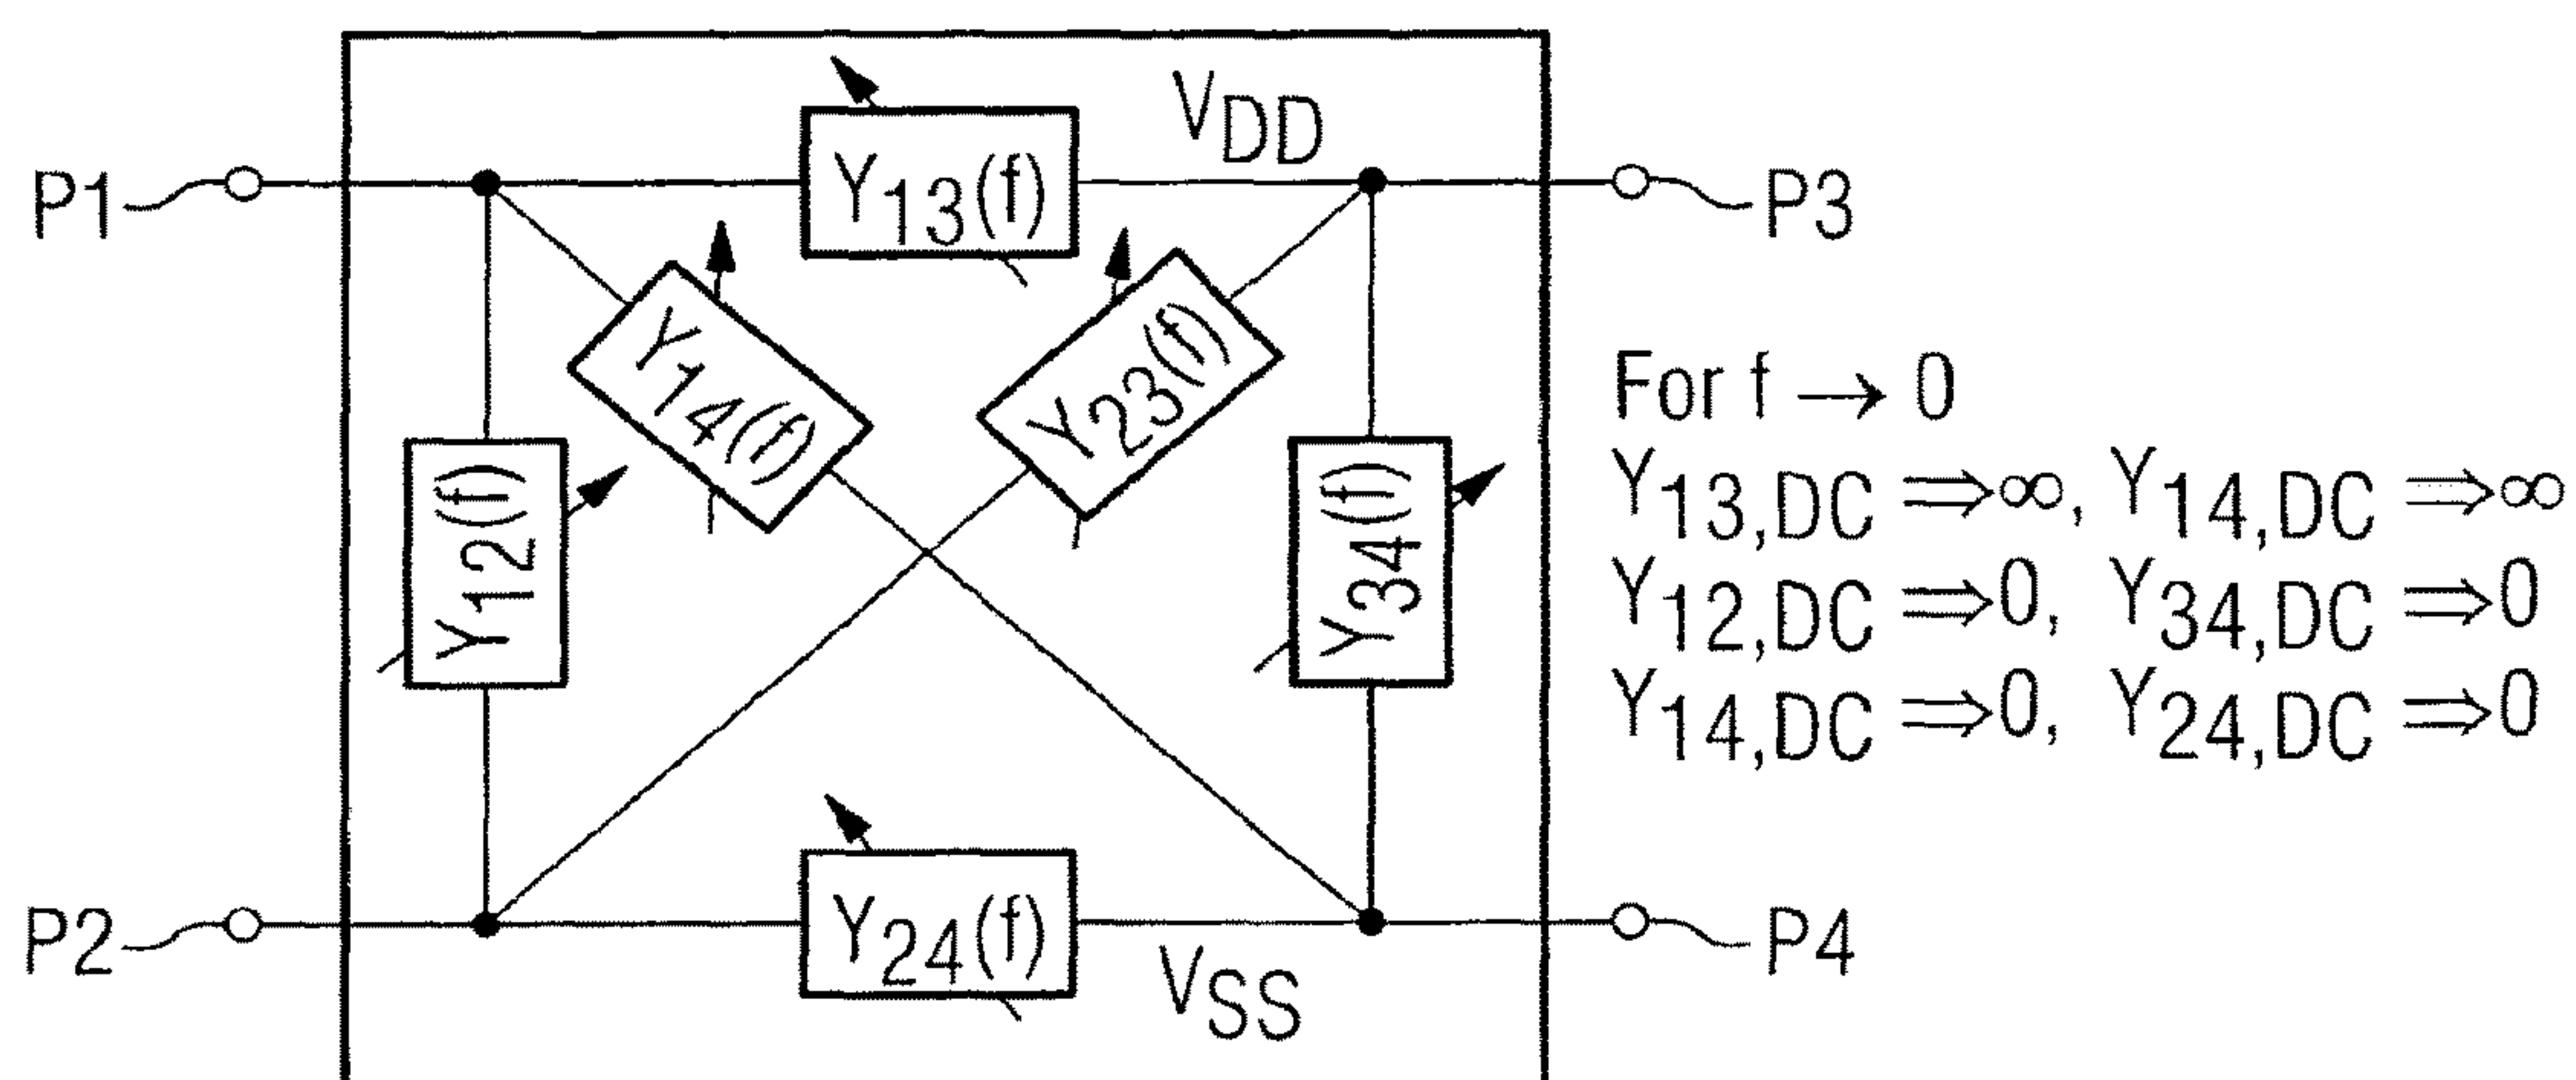 P1
Y13(f)
VDD
P3
Y14(f)
Y23(f)
Y12(f)
Y34(f)
For f → 0
Y13,DC ⇒∞, Y14,DC ⇒∞
Y12,DC ⇒0, Y34,DC ⇒0
Y14,DC ⇒0, Y24,DC ⇒0
P2
Y24(f)
VSS
P4